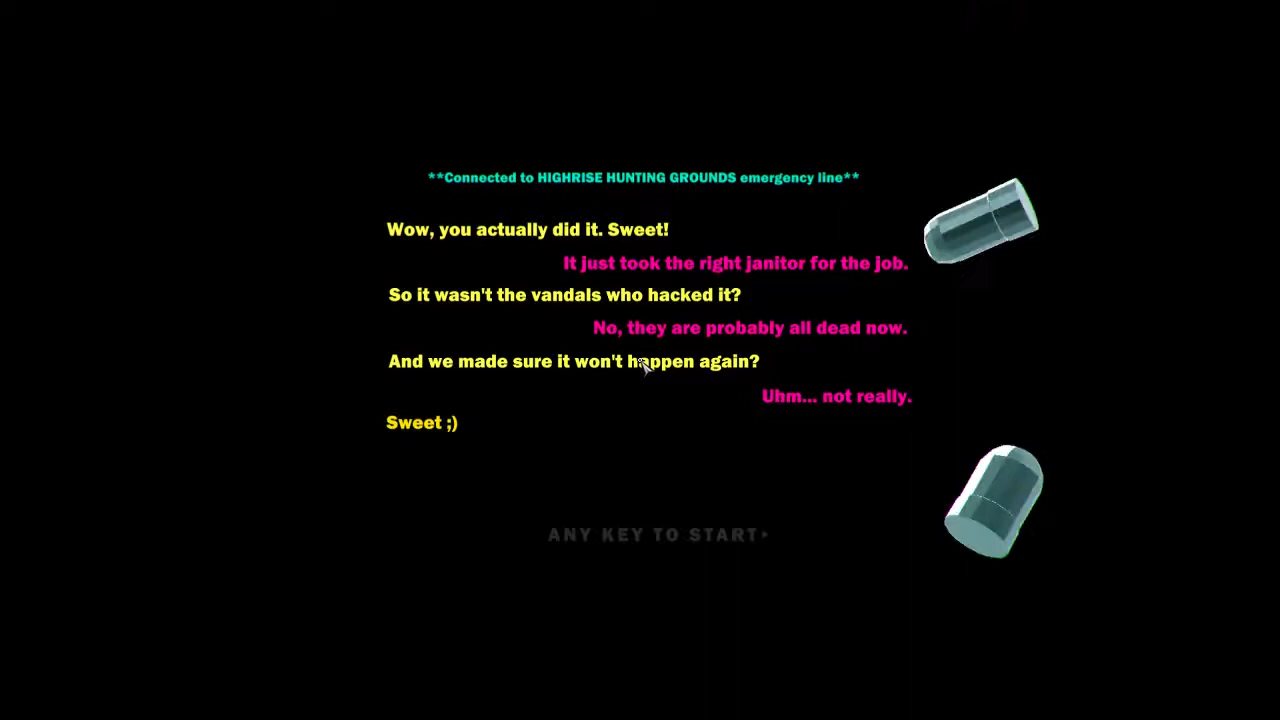 **Connected to HIGHRISE HUNTING GROUNDS emergency line**
Wow, you actually did it. Sweet!
It just took the right janitor for the job.
So it wasn't the vandals who hacked it?
No, they are probably all dead now.
And we made sure it won't happen again?
Uhm... not really.
Sweet ;)
ANY KEY TO START